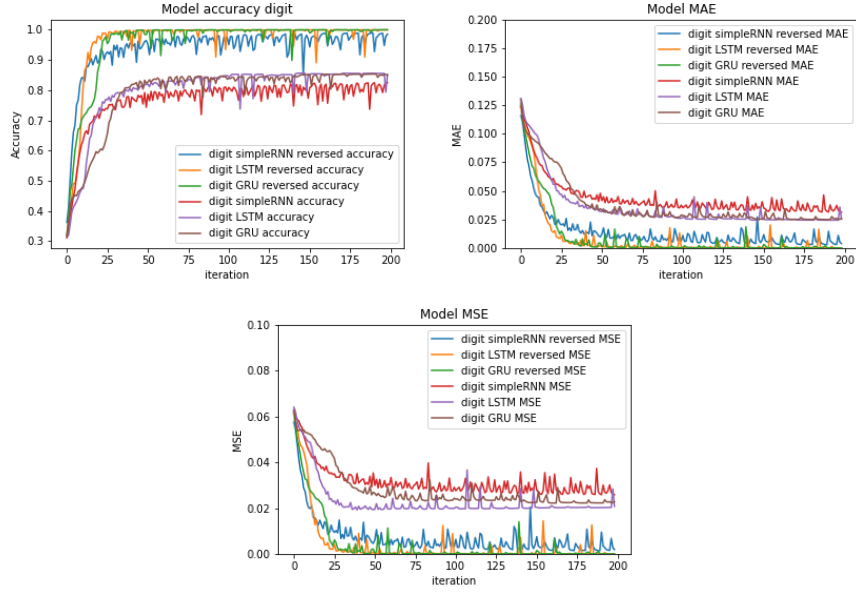 Model accuracy digit
1.0
0.9
0.8
0.7
0.6
0.5
0.4
0.3
Accuracy
digit simpleRNN reversed accuracy
digit LSTM reversed accuracy
digit GRU reversed accuracy
digit simpleRNN accuracy
digit LSTM accuracy
digit GRU accuracy
0 25 50 75 100 125 150 175 200
iteration
Model MAE
0.200
0.175
0.150
0.125
0.100
0.075
0.050
0.025
0.000
MAE
digit simpleRNN reversed MAE
digit LSTM reversed MAE
digit GRU reversed MAE
digit simpleRNN MAE
digit LSTM MAE
digit GRU MAE
0 25 50 75 100 125 150 175 200
iteration
Model MSE
0.10
0.08
0.06
0.04
0.02
0.00
MSE
digit simpleRNN reversed MSE
digit LSTM reversed MSE
digit GRU reversed MSE
digit simpleRNN MSE
digit LSTM MSE
digit GRU MSE
0 25 50 75 100 125 150 175 200
iteration